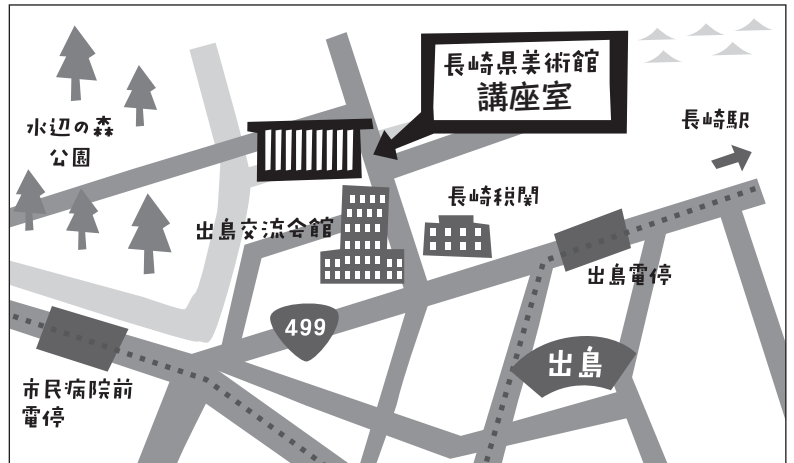 長崎県美術館
講座室
水辺の森
公園
長崎駅
長崎税関
出島交流会館
出島電停
499
出島
市民病院前
電停